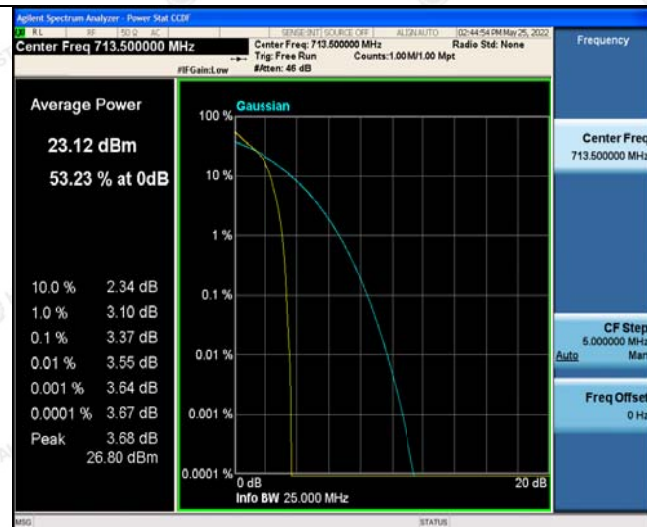 Agilent Spectrum Analyzer - Power Stat CCDF
RL RF 50 Ω AC SENSE:INT SOURCE OFF ALIGN AUTO 02:44:54 PM May 25, 2022
Center Freq 713.500000 MHz
Center Freq: 713.500000 MHz Radio Std: None
Trig: Free Run Counts:1.00 M/1.00 Mpt
#IFGain:Low #Atten: 46 dB
Frequency
Average Power
23.12 dBm
53.23 % at 0dB
10.0 % 2.34 dB
1.0 % 3.10 dB
0.1 % 3.37 dB
0.01 % 3.55 dB
0.001 % 3.64 dB
0.0001 % 3.67 dB
Peak 3.68 dB
26.80 dBm
Gaussian
100 %
10 %
1 %
0.1 %
0.01 %
0.001 %
0.0001 %
0 dB 20 dB
Info BW 25.000 MHz
Center Freq
713.500000 MHz
CF Step
5.000000 MHz
Auto Man
Freq Offset
0 Hz
MSG STATUS